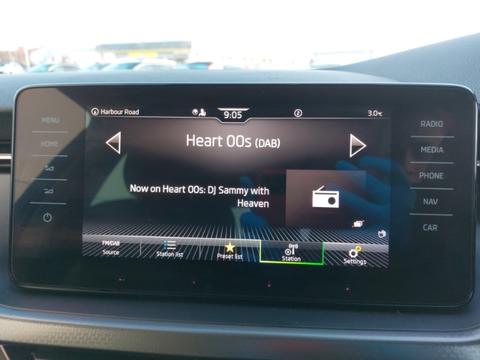 Harbour Road
9:05
3.0°C
MENU
HOME
Heart 00s (DAB)
Now on Heart 00s: DJ Sammy with
Heaven
RADIO
MEDIA
PHONE
NAV
CAR
FM/DAB
Source
Station list
Preset list
Station
Settings